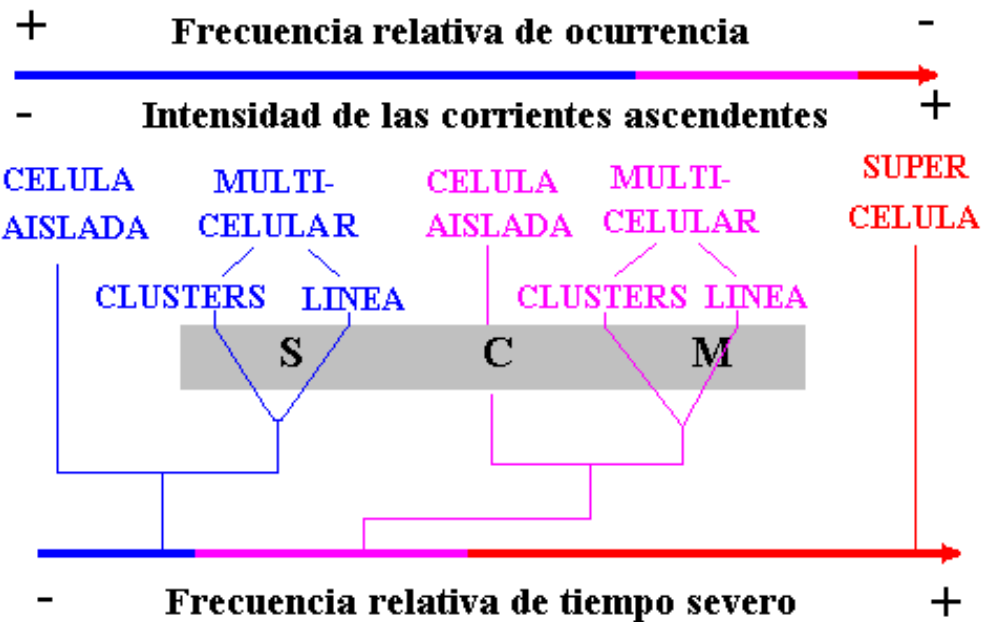 + Frecuencia relativa de ocurrencia -
- Intensidad de las corrientes ascendentes +
CELULA AISLADA
MULTI-
CELULAR
CLUSTERS LINEA
CELULA AISLADA
MULTI-
CELULAR
CLUSTERS LINEA
SUPER
CELULA
S C M
- Frecuencia relativa de tiempo severo +